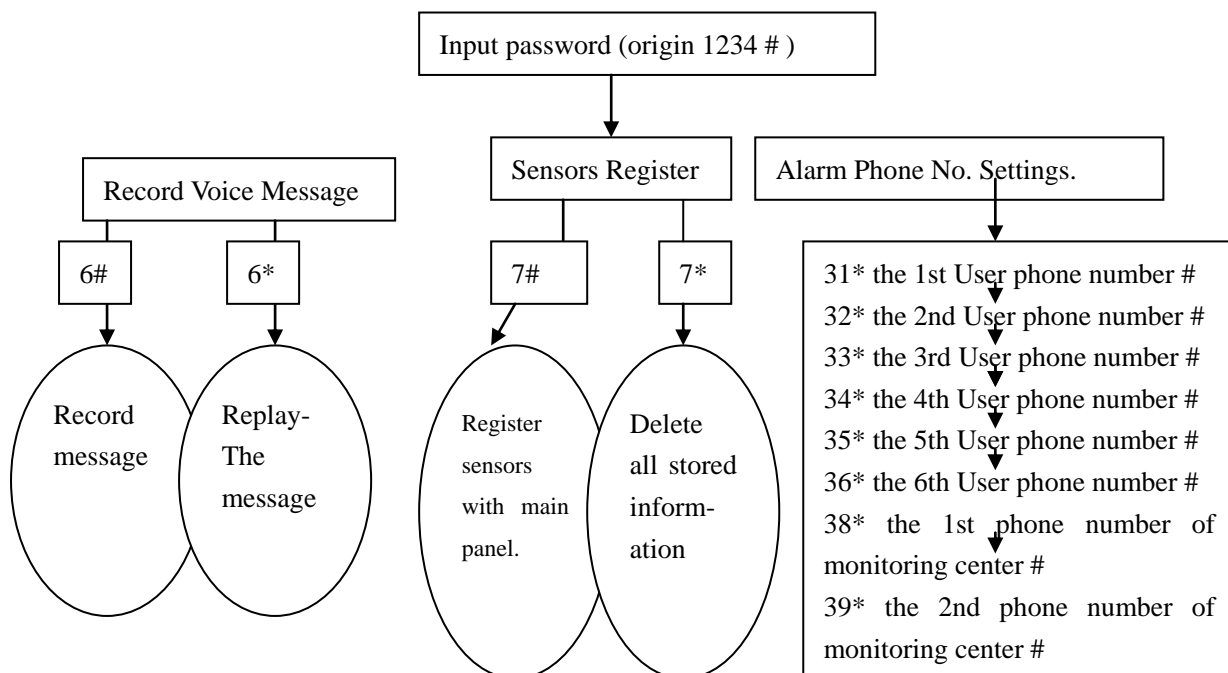 Input password (origin 1234 # )
Sensors Register
Alarm Phone No. Settings.
Record Voice Message
6#
6*
7#
7*
Record
message
Replay-
The
message
Register
sensors
with main
panel.
Delete
all stored
inform-
ation
31* the 1st User phone number #
32* the 2nd User phone number #
33* the 3rd User phone number #
34* the 4th User phone number #
35* the 5th User phone number #
36* the 6th User phone number #
38* the 1st phone number of
monitoring center #
39* the 2nd phone number of
monitoring center #